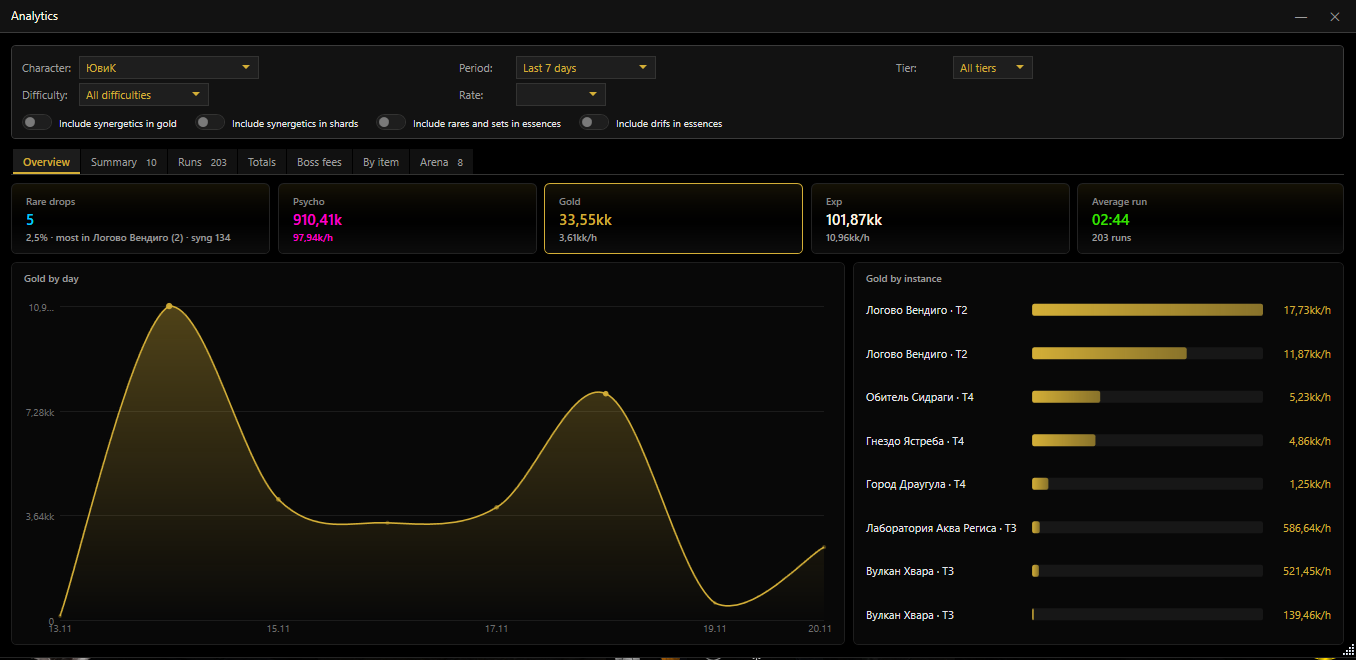 Analytics
Character: ЮвиК Period: Last 7 days Tier: All tiers
Difficulty: All difficulties Rate:
Include synergetics in gold Include synergetics in shards Include rares and sets in essences Include drifs in essences
Overview Summary 10 Runs 203 Totals Boss fees By item Arena 8
Rare drops
5
2,5% · most in Логово Вендиго (2) · syng 134
Psycho
910,41k
97,94k/h
Gold
33,55kk
3,61kk/h
Exp
101,87kk
10,96kk/h
Average run
02:44
203 runs
Gold by day
10,9...
7,28kk
3,64kk
0
13.11 15.11 17.11 19.11 20.11
Gold by instance
Логово Вендиго · T2 17,73kk/h
Логово Вендиго · T2 11,87kk/h
Обитель Сидраги · T4 5,23kk/h
Гнездо Ястреба · T4 4,86kk/h
Город Драугула · T4 1,25kk/h
Лаборатория Аква Региса · T3 586,64k/h
Вулкан Хвара · T3 521,45k/h
Вулкан Хвара · T3 139,46k/h